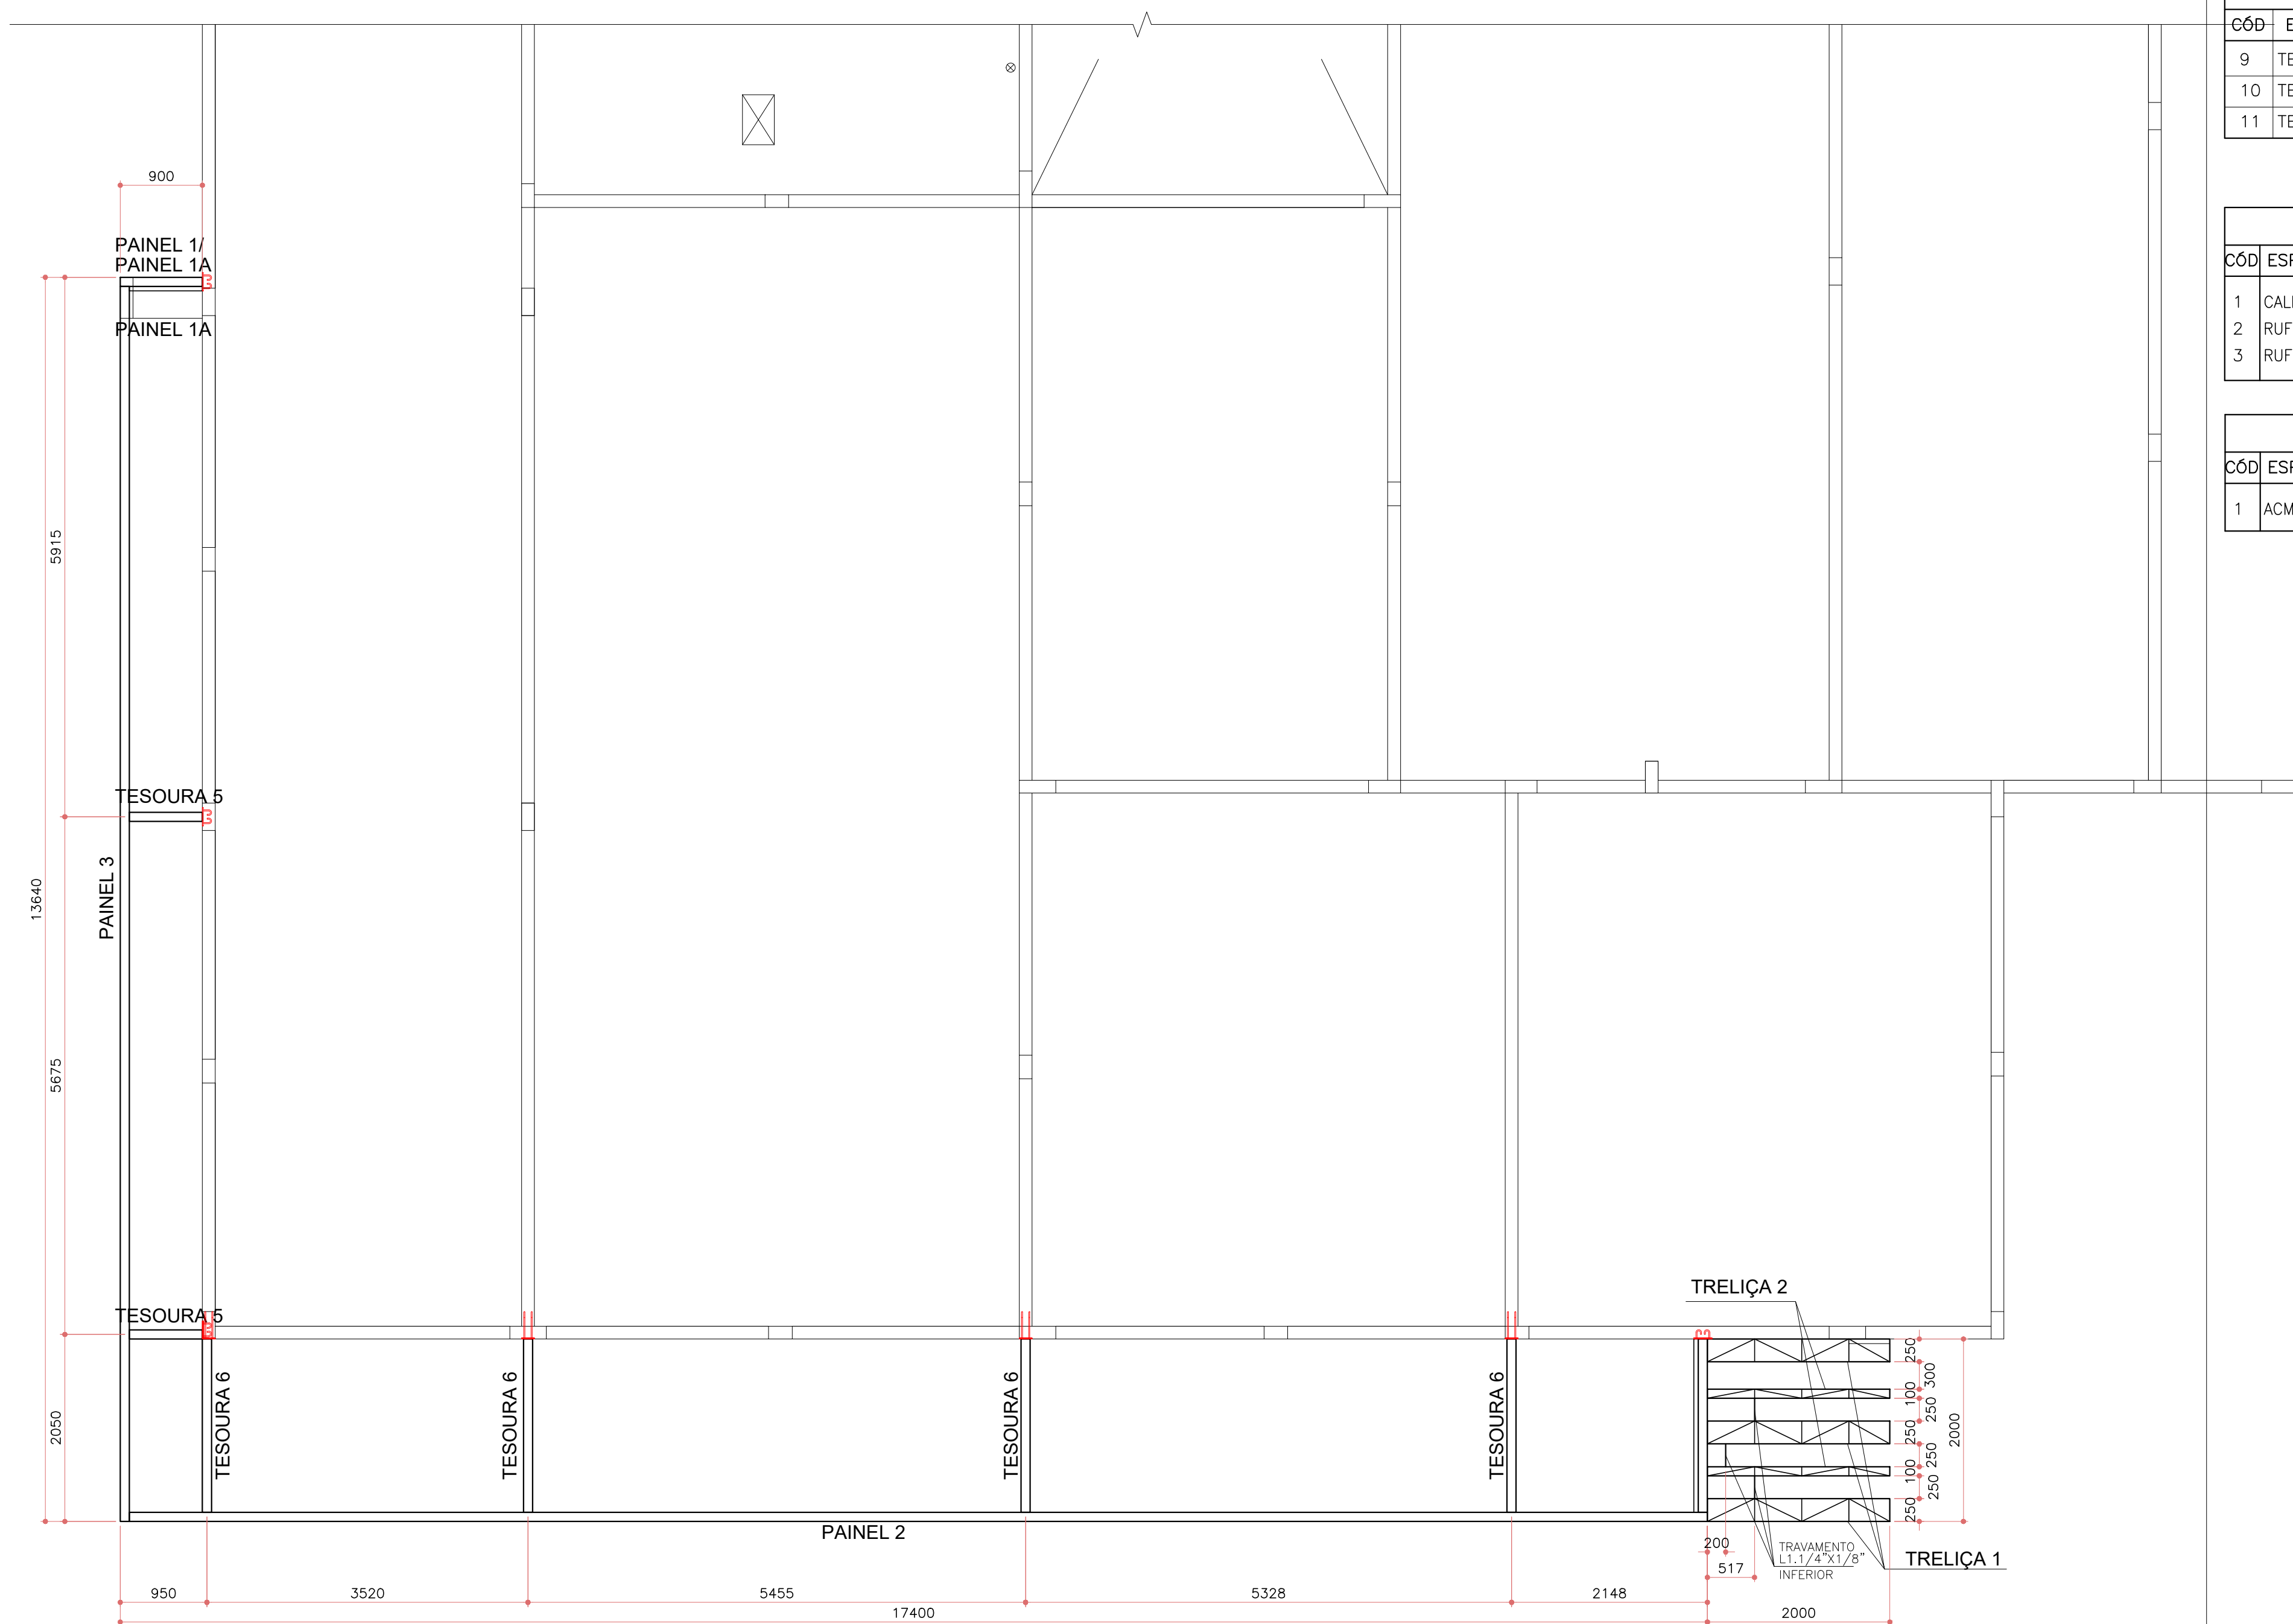 CÓD
9
10
11
CÓD
1
2
3
CÓD
1
ACM
900
PAINEL 1/
PAINEL 1A
PAINEL 1A
5915
TESOURA 5
PAINEL 3
13640
5675
TESOURA 5
2050
TESOURA 6
TESOURA 6
TESOURA 6
TESOURA 6
TRELIÇA 2
250
300
100
250
250
2000
250
100
250
250
PAINEL 2
200
TRAVAMENTO
L1.1/4"X1/8"
INFERIOR
517
TRELIÇA 1
950
3520
5455
5328
2148
17400
2000